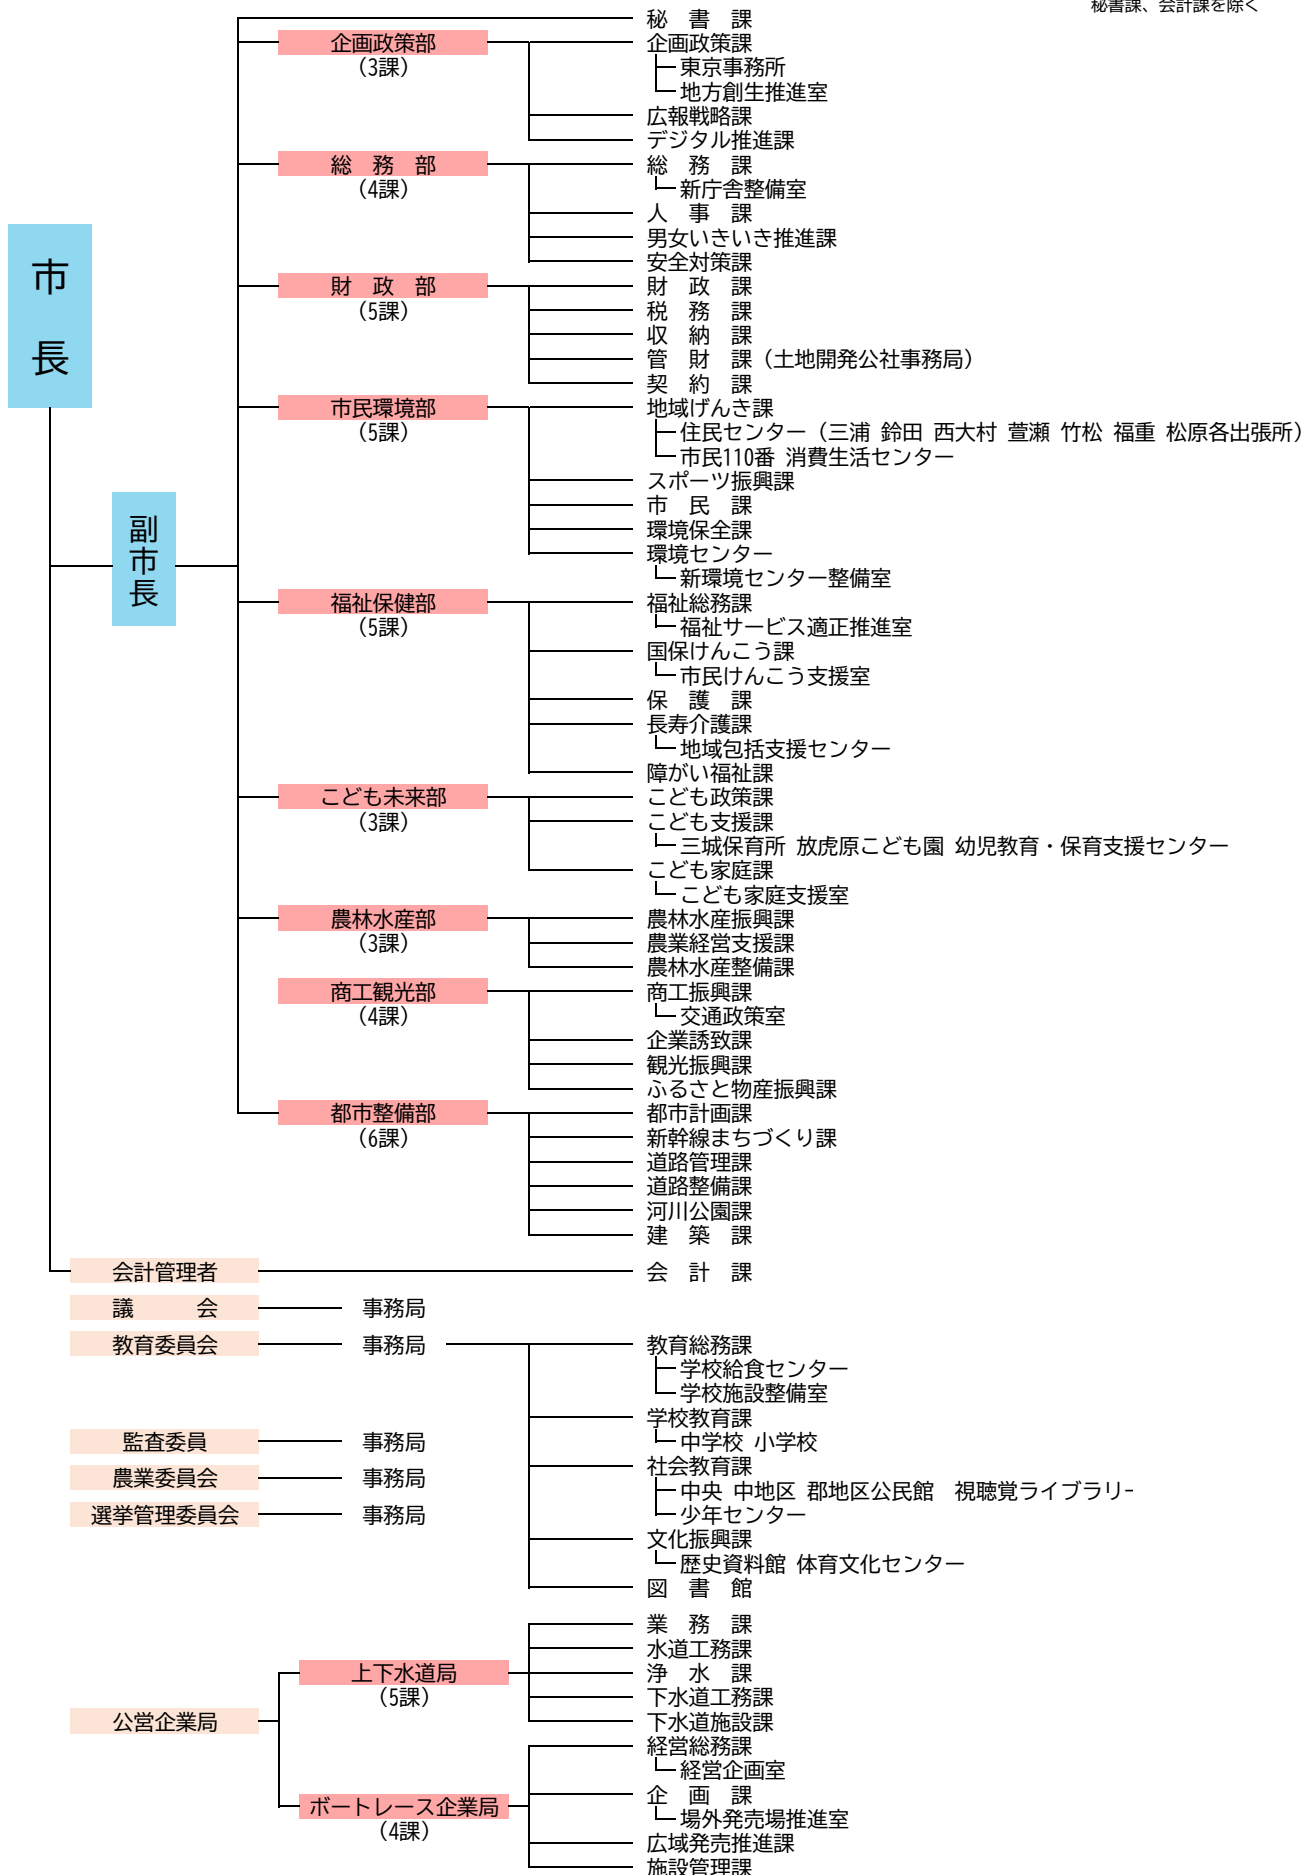 秘書課、会計課を除く
秘　書　課
企画政策部　企画政策課
(3課)　東京事務所
地方創生推進室
広報戦略課
デジタル推進課
総　務　部　総　務　課
(4課)　新庁舎整備室
人　事　課
男女いきいき推進課
安全対策課
市長
財　政　部　財　政　課
(5課)　税　務　課
収　納　課
管　財　課（土地開発公社事務局）
契　約　課
市民環境部　地域げんき課
(5課)　住民センター（三浦 鈴田 西大村 萱瀬 竹松 福重 松原各出張所）
市民110番 消費生活センター
スポーツ振興課
市　民　課
環境保全課
環境センター
新環境センター整備室
副市長
福祉保健部　福祉総務課
(5課)　福祉サービス適正推進室
国保けんこう課
市民けんこう支援室
保　護　課
長寿介護課
地域包括支援センター
障がい福祉課
こども未来部　こども政策課
(3課)　こども支援課
三城保育所 放虎原こども園 幼児教育・保育支援センター
こども家庭課
こども家庭支援室
農林水産部　農林水産振興課
(3課)　農業経営支援課
農林水産整備課
商工観光部　商工振興課
(4課)　交通政策室
企業誘致課
観光振興課
ふるさと物産振興課
都市整備部　都市計画課
(6課)　新幹線まちづくり課
道路管理課
道路整備課
河川公園課
建　築　課
会計管理者　会　計　課
議　　　会　事務局
教育委員会　事務局　教育総務課
学校給食センター
学校施設整備室
学校教育課
監査委員　事務局　中学校 小学校
社会教育課
農業委員会　事務局
中央 中地区 郡地区公民館　視聴覚ライブラリｰ
選挙管理委員会　事務局　少年センター
文化振興課
歴史資料館 体育文化センター
図　書　館
業　務　課
水道工務課
上下水道局　浄　水　課
(5課)　下水道工務課
公営企業局　下水道施設課
経営総務課
経営企画室
企　画　課
ボートレース企業局
(4課)　場外発売場推進室
広域発売推進課
施設管理課